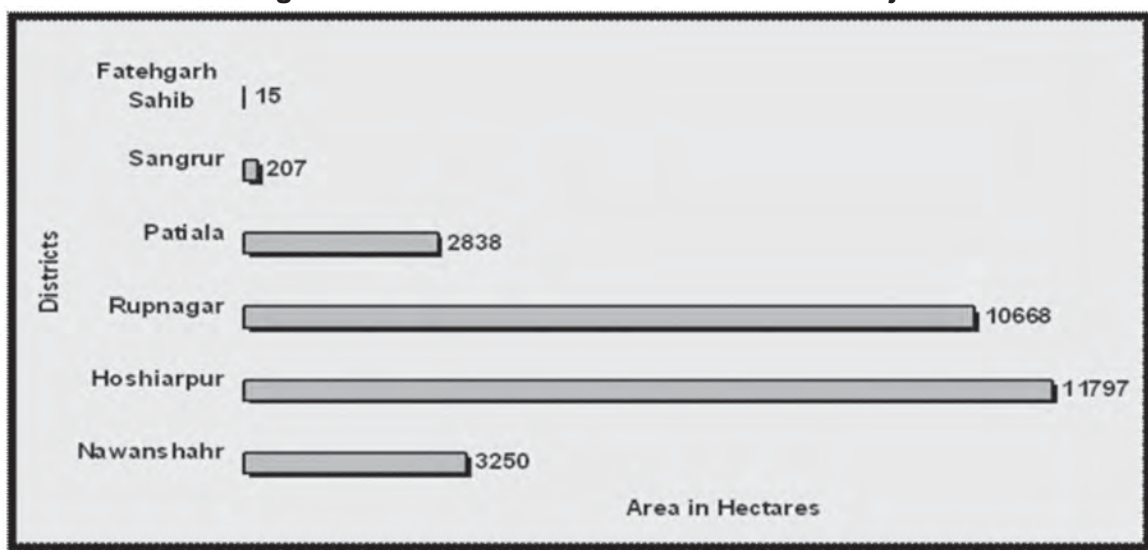 Fatehgarh
Sahib
15
Sangrur
207
Patiala
2838
Districts
Rupnagar
10668
Hoshiarpur
11797
Nawanshahr
3250
Area in Hectares